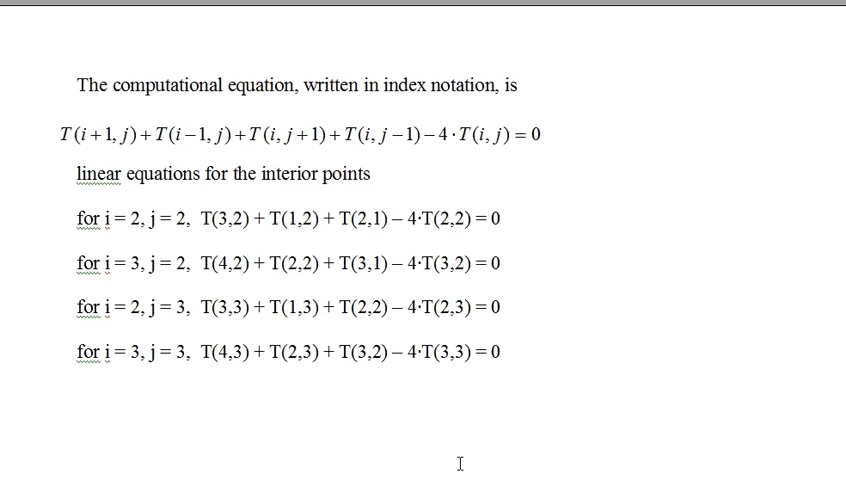 The computational equation, written in index notation, is
T(i+1, j)+T(i−1, j)+T(i, j+1)+T(i, j−1)−4·T(i, j) = 0
linear equations for the interior points
for i = 2, j = 2, T(3,2) + T(1,2) + T(2,1) – 4·T(2,2) = 0
for i = 3, j = 2, T(4,2) + T(2,2) + T(3,1) – 4·T(3,2) = 0
for i = 2, j = 3, T(3,3) + T(1,3) + T(2,2) – 4·T(2,3) = 0
for i = 3, j = 3, T(4,3) + T(2,3) + T(3,2) – 4·T(3,3) = 0